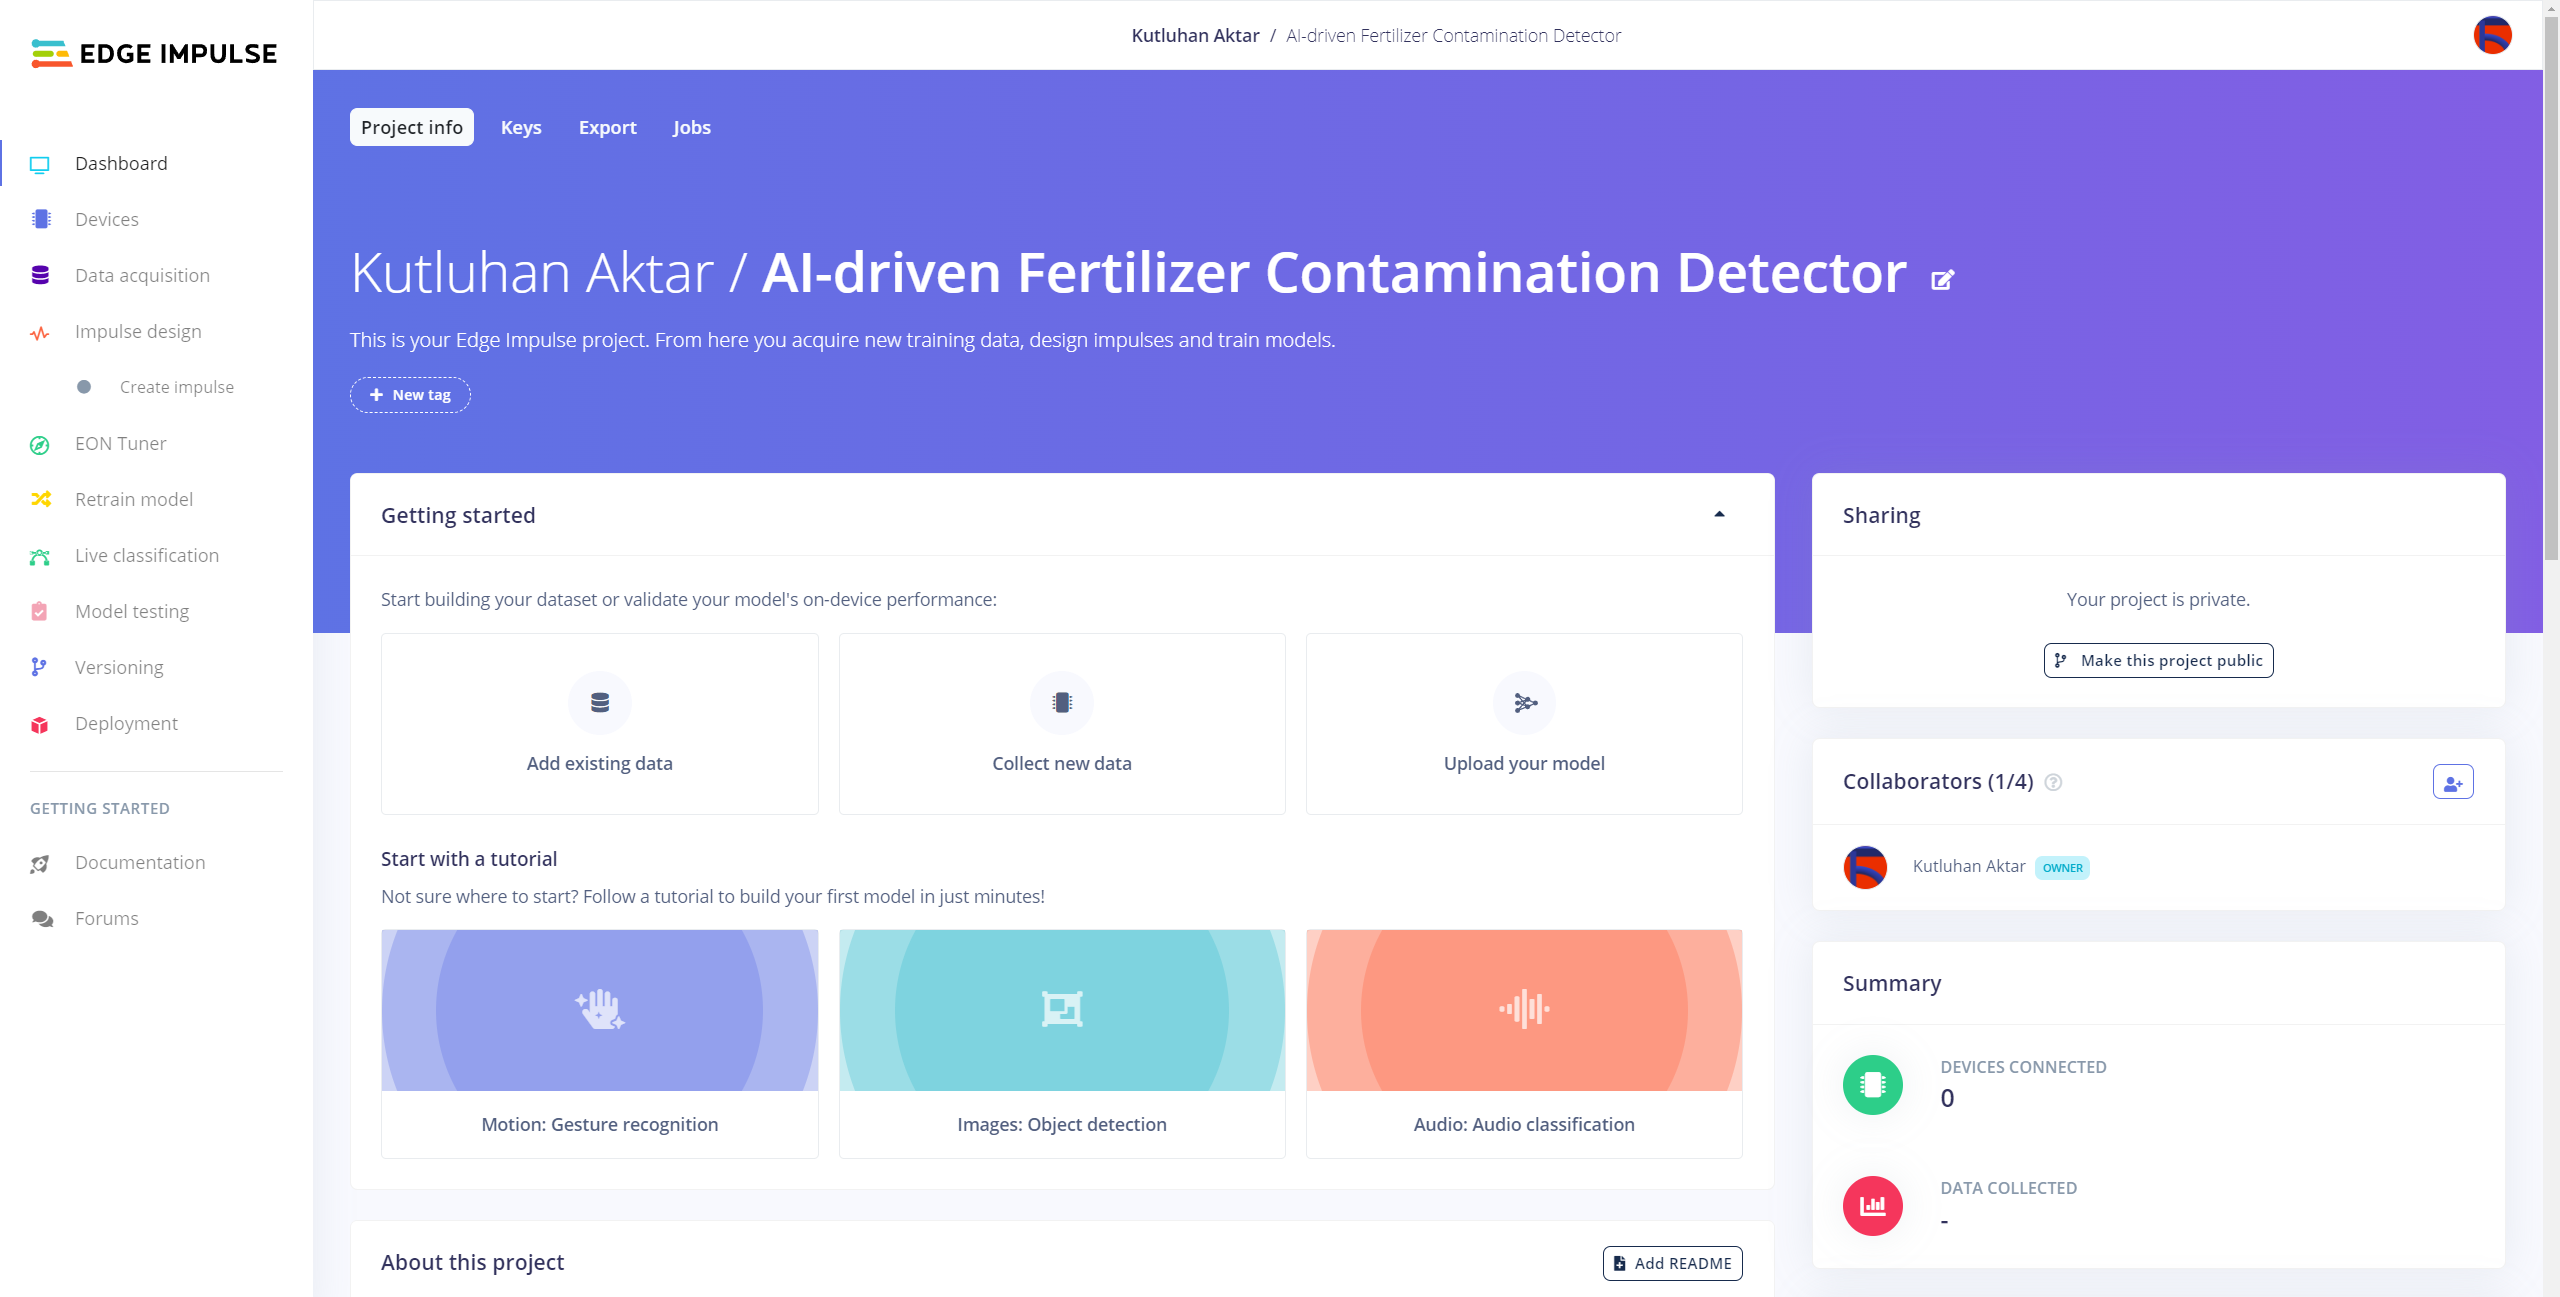 EDGE IMPULSE
Dashboard
Devices
Data acquisition
Impulse design
Create impulse
EON Tuner
Retrain model
Live classification
Model testing
Versioning
Deployment
GETTING STARTED
Documentation
Forums
Kutluhan Aktar / AI-driven Fertilizer Contamination Detector
Project info Keys Export Jobs
Kutluhan Aktar / AI-driven Fertilizer Contamination Detector
This is your Edge Impulse project. From here you acquire new training data, design impulses and train models.
+ New tag
Getting started
Start building your dataset or validate your model's on-device performance:
Add existing data
Collect new data
Upload your model
Start with a tutorial
Not sure where to start? Follow a tutorial to build your first model in just minutes!
Motion: Gesture recognition
Images: Object detection
Audio: Audio classification
About this project
Add README
Sharing
Your project is private.
Make this project public
Collaborators (1/4) ?
Kutluhan Aktar OWNER
Summary
DEVICES CONNECTED
0
DATA COLLECTED
-